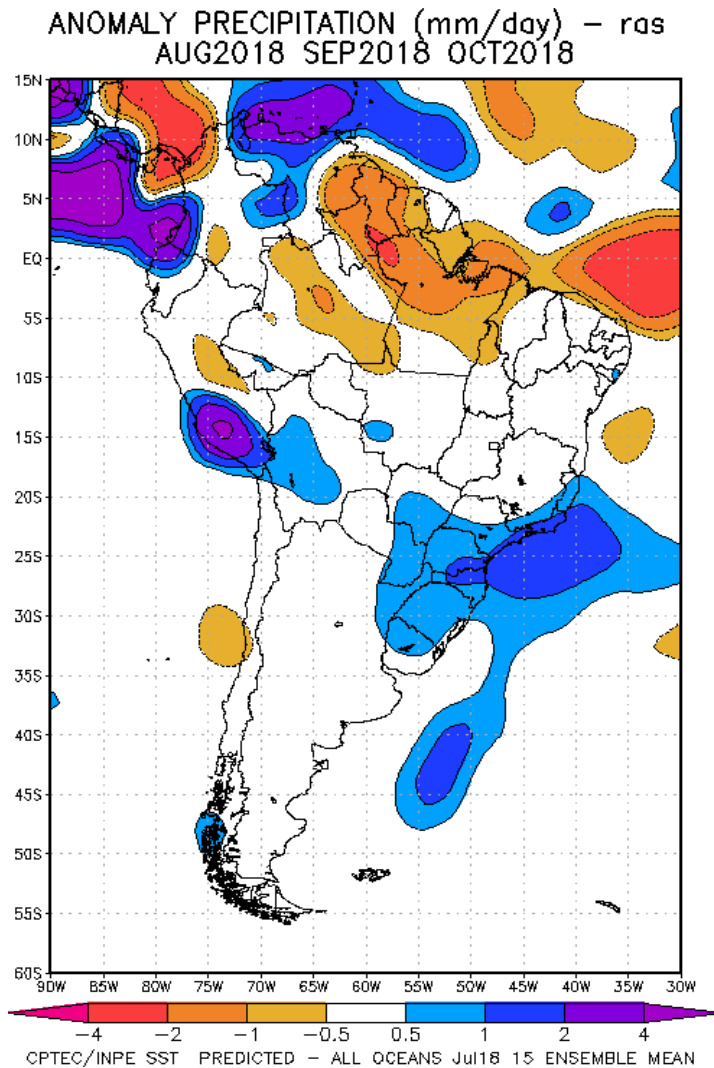 ANOMALY PRECIPITATION (mm/day) – ras
AUG2018 SEP2018 OCT2018
15N
10N
5N
EQ
5S
10S
15S
20S
25S
30S
35S
40S
45S
50S
55S
60S
90W 85W 80W 75W 70W 65W 60W 55W 50W 45W 40W 35W 30W
−4 −2 −1 −0.5 0.5 1 2 4
CPTEC/INPE SST PREDICTED – ALL OCEANS Jul18 15 ENSEMBLE MEAN